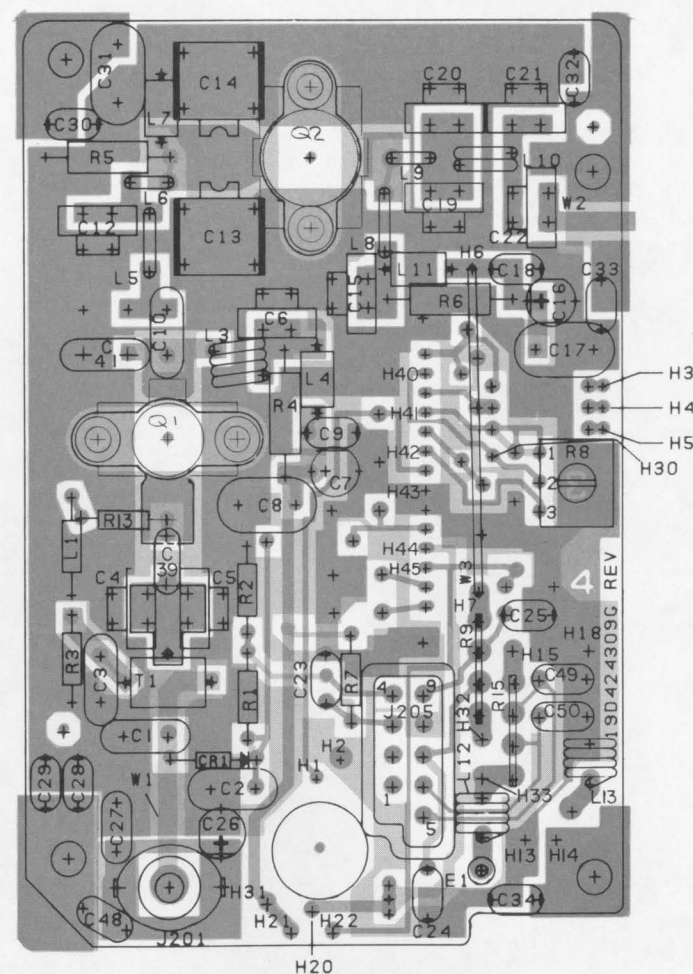 C31
C14
C20
C21
C32
C30
L7
Q2
R5
L9
L10
L6
C12
C19
W2
C13
C22
L5
L8
H6
L11
C18
C33
C15
R6
C16
C10
C6
L3
C17
C
41
L4
H40
H3
R4
H41
H4
Q1
C9
H5
H42
1
R8
H30
C7
2
H43
C8
R13
3
L1
H44
C
39
H45
W3
4
C4
C5
R2
H7
C25
19D424309G REV
R9
H18
R3
C3
T1
C23
R7
H15
4
9
C49
R1
J205
H32
R15
C50
C1
H2
L12
CR1
H1
W1
C29
C28
C2
1
H33
L13
C27
C26
5
H13
H14
H31
E1
C48
H21
H22
C24
C34
J201
H20